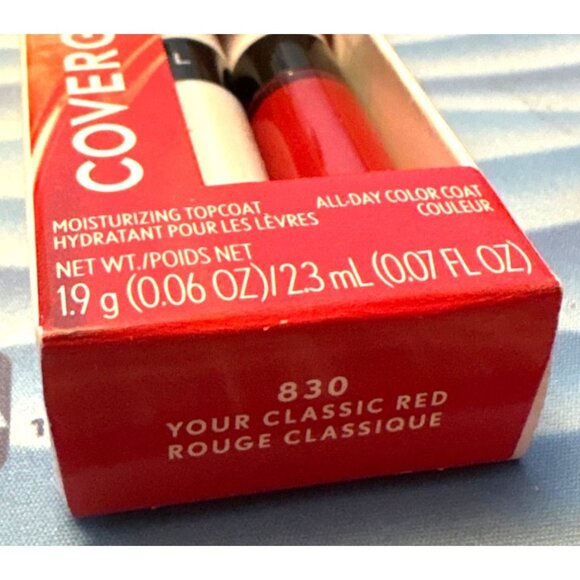 COVERG
MOISTURIZING TOPCOAT
HYDRATANT POUR LES LÈVRES
ALL-DAY COLOR COAT
COULEUR
NET WT./POIDS NET
1.9 g (0.06 OZ)/2.3 mL (0.07 FL OZ)
830
YOUR CLASSIC RED
ROUGE CLASSIQUE